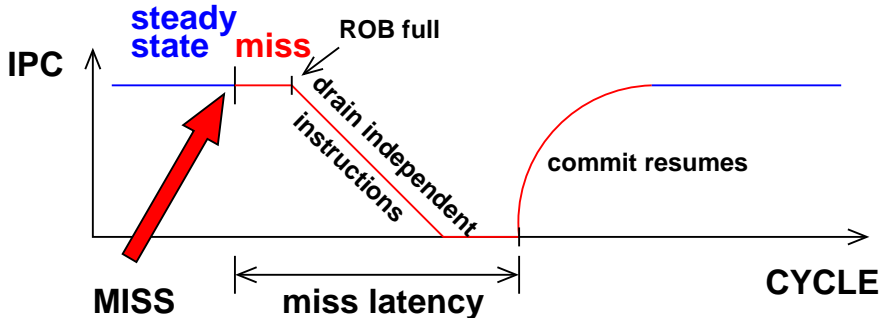 steady
state
miss
ROB full
IPC
drain independent
instructions
commit resumes
MISS
miss latency
CYCLE